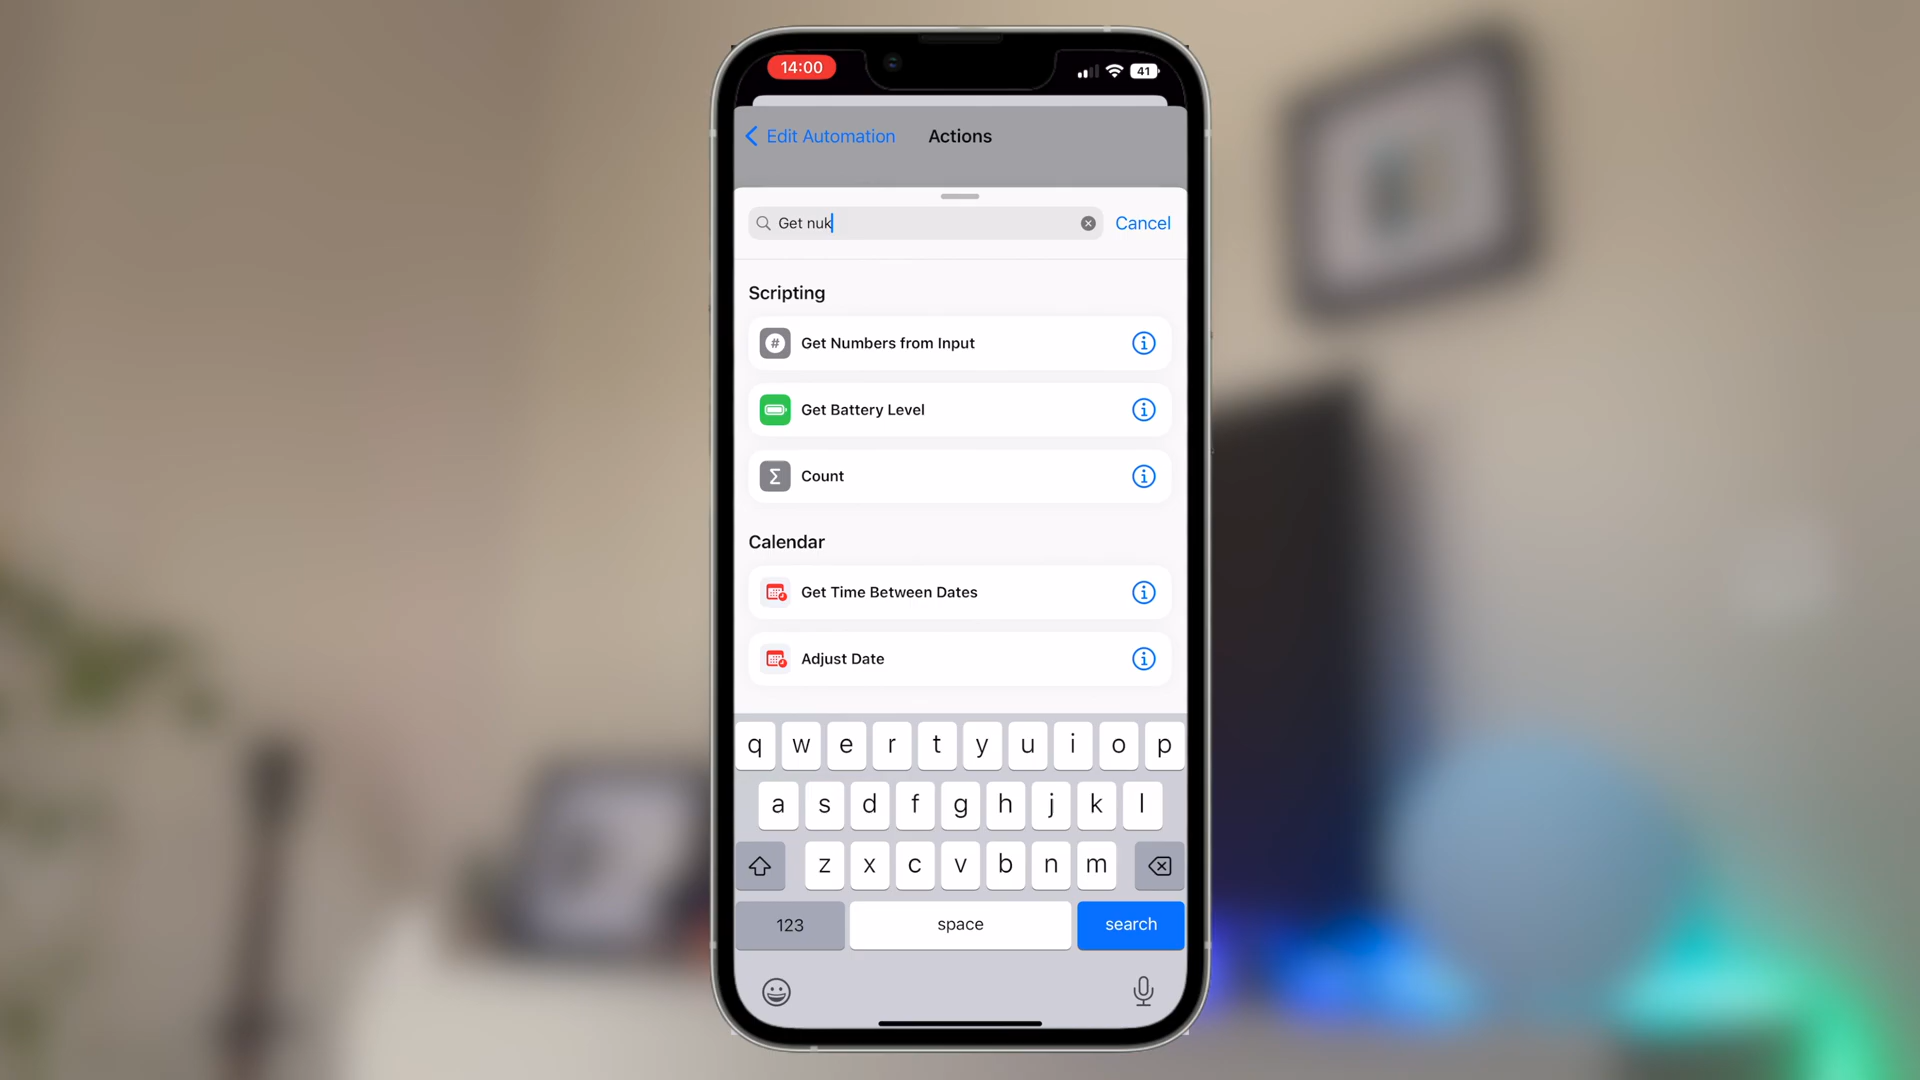 14:00
41
Edit Automation
Actions
Get nuk
Cancel
Scripting
Get Numbers from Input
Get Battery Level
Count
Calendar
Get Time Between Dates
Adjust Date
q w e r t y u i o p
a s d f g h j k l
z x c v b n m
123
space
search